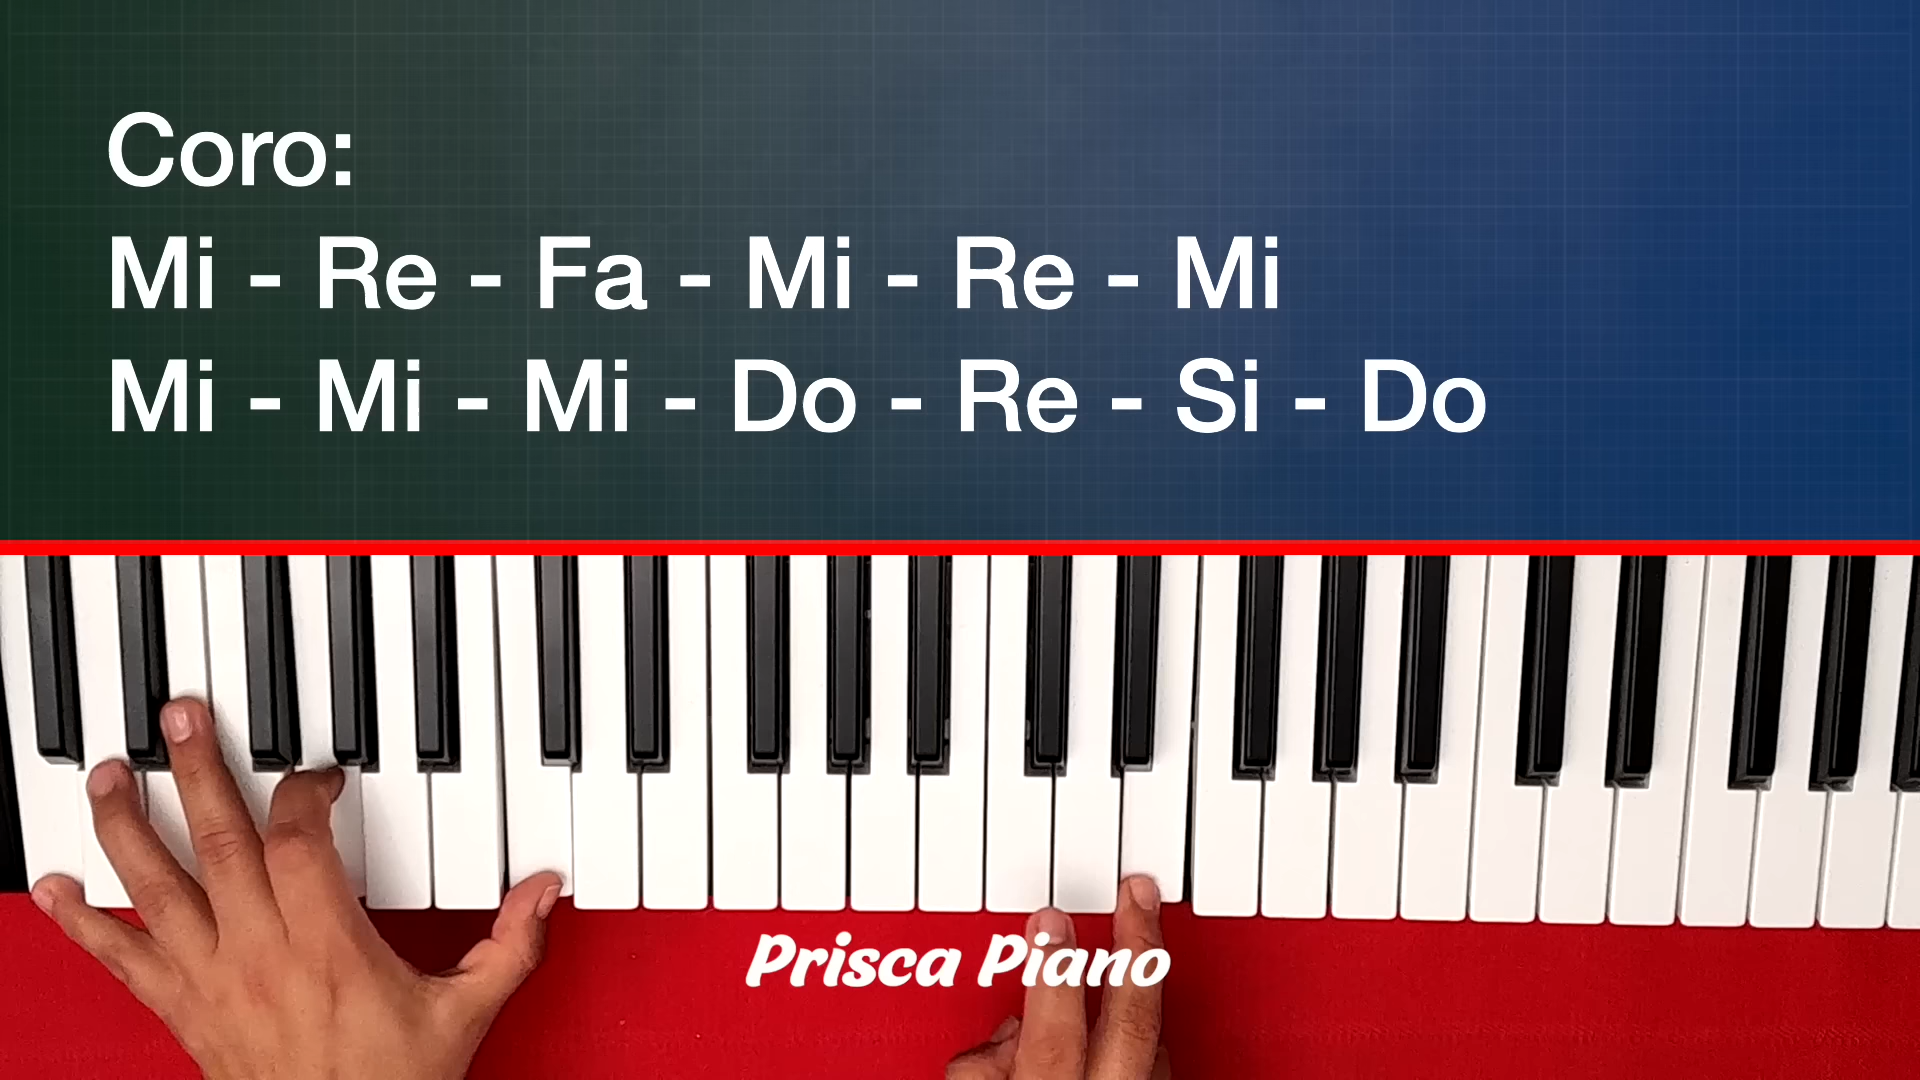 Coro:
Mi - Re - Fa - Mi - Re - Mi
Mi - Mi - Mi - Do - Re - Si - Do
Prisca Piano